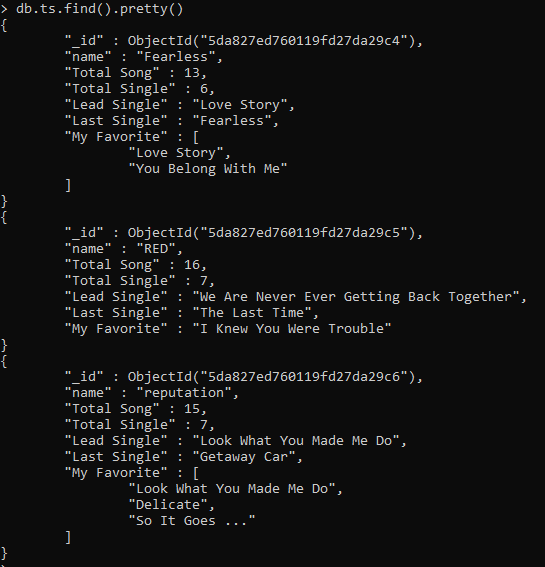 > db.ts.find().pretty()
{
"_id" : ObjectId("5da827ed760119fd27da29c4"),
"name" : "Fearless",
"Total Song" : 13,
"Total Single" : 6,
"Lead Single" : "Love Story",
"Last Single" : "Fearless",
"My Favorite" : [
"Love Story",
"You Belong With Me"
]
}
{
"_id" : ObjectId("5da827ed760119fd27da29c5"),
"name" : "RED",
"Total Song" : 16,
"Total Single" : 7,
"Lead Single" : "We Are Never Ever Getting Back Together",
"Last Single" : "The Last Time",
"My Favorite" : "I Knew You Were Trouble"
}
{
"_id" : ObjectId("5da827ed760119fd27da29c6"),
"name" : "reputation",
"Total Song" : 15,
"Total Single" : 7,
"Lead Single" : "Look What You Made Me Do",
"Last Single" : "Getaway Car",
"My Favorite" : [
"Look What You Made Me Do",
"Delicate",
"So It Goes ..."
]
}